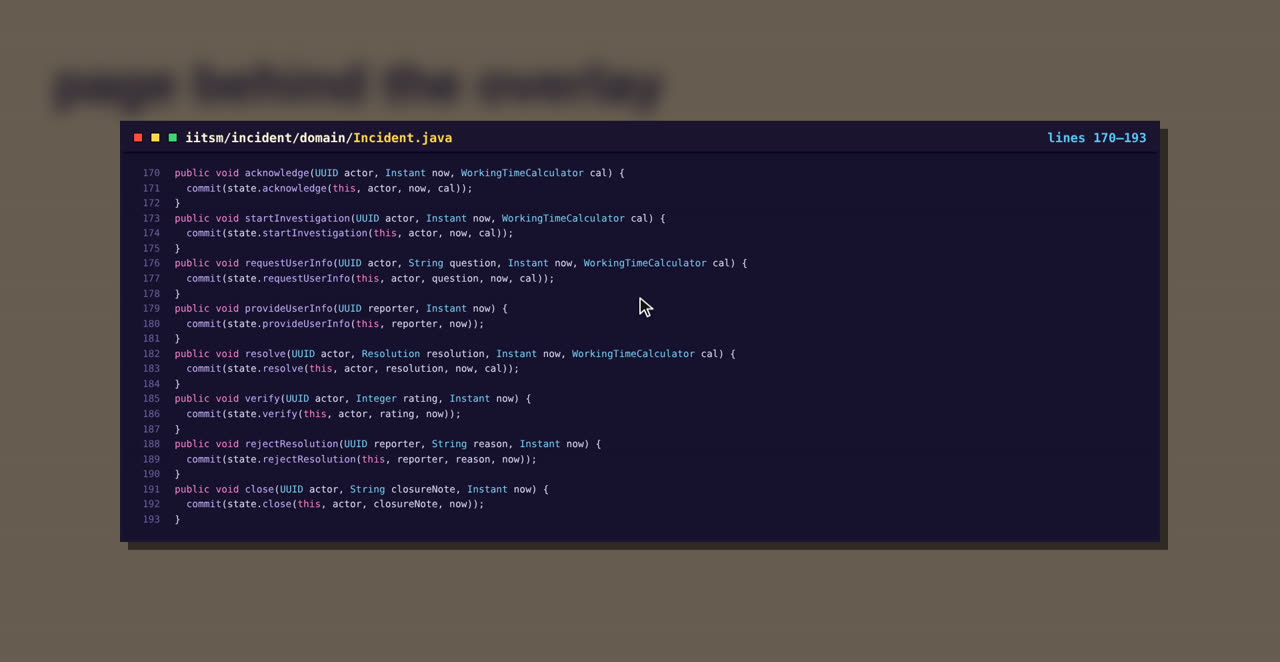 page behind the overlay
iitsm/incident/domain/Incident.java lines 170–193
170 public void acknowledge(UUID actor, Instant now, WorkingTimeCalculator cal) {
171 commit(state.acknowledge(this, actor, now, cal));
172 }
173 public void startInvestigation(UUID actor, Instant now, WorkingTimeCalculator cal) {
174 commit(state.startInvestigation(this, actor, now, cal));
175 }
176 public void requestUserInfo(UUID actor, String question, Instant now, WorkingTimeCalculator cal) {
177 commit(state.requestUserInfo(this, actor, question, now, cal));
178 }
179 public void provideUserInfo(UUID reporter, Instant now) {
180 commit(state.provideUserInfo(this, reporter, now));
181 }
182 public void resolve(UUID actor, Resolution resolution, Instant now, WorkingTimeCalculator cal) {
183 commit(state.resolve(this, actor, resolution, now, cal));
184 }
185 public void verify(UUID actor, Integer rating, Instant now) {
186 commit(state.verify(this, actor, rating, now));
187 }
188 public void rejectResolution(UUID reporter, String reason, Instant now) {
189 commit(state.rejectResolution(this, reporter, reason, now));
190 }
191 public void close(UUID actor, String closureNote, Instant now) {
192 commit(state.close(this, actor, closureNote, now));
193 }